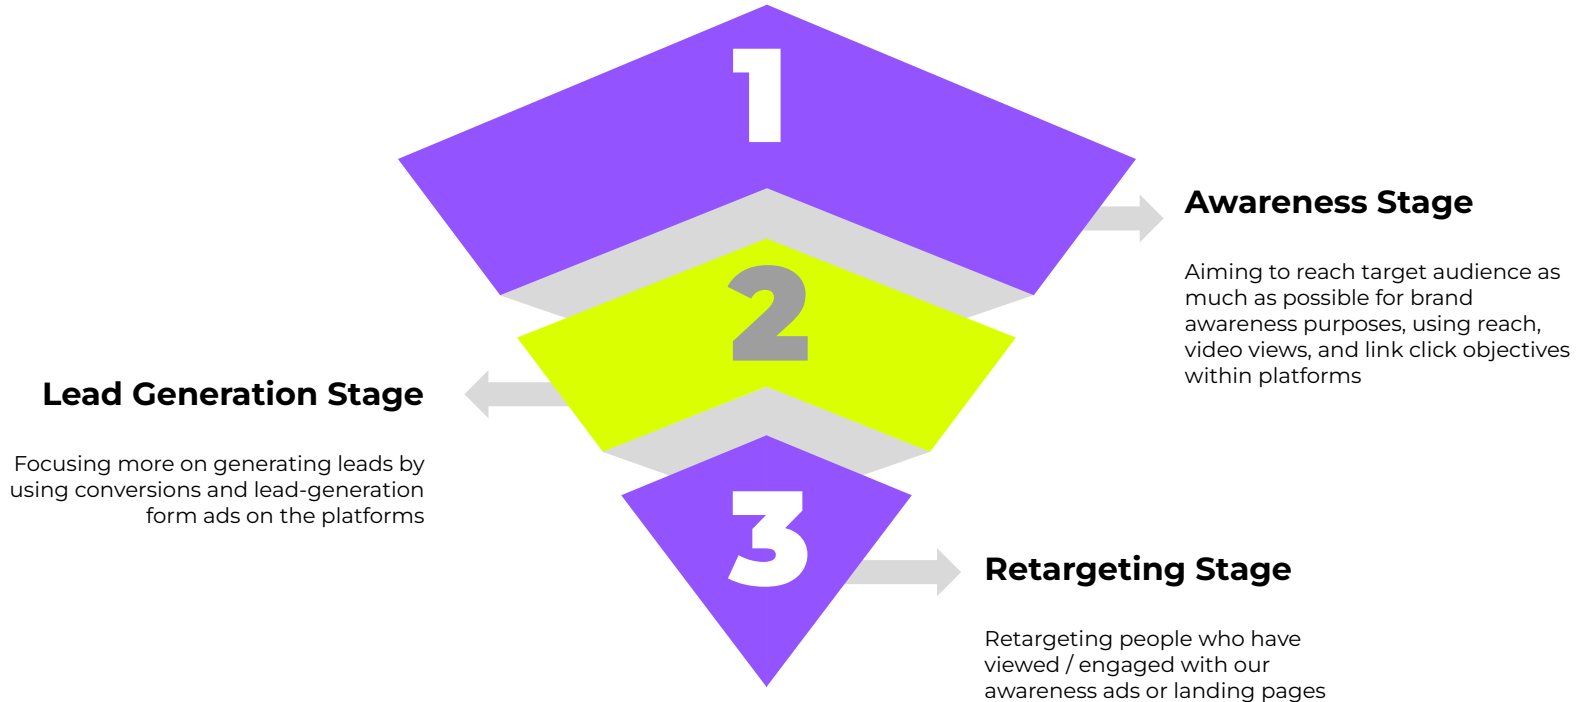 1
Awareness Stage
Aiming to reach target audience as
much as possible for brand
awareness purposes, using reach,
video views, and link click objectives
within platforms
2
Lead Generation Stage
Focusing more on generating leads by
using conversions and lead-generation
form ads on the platforms
3
Retargeting Stage
Retargeting people who have
viewed / engaged with our
awareness ads or landing pages